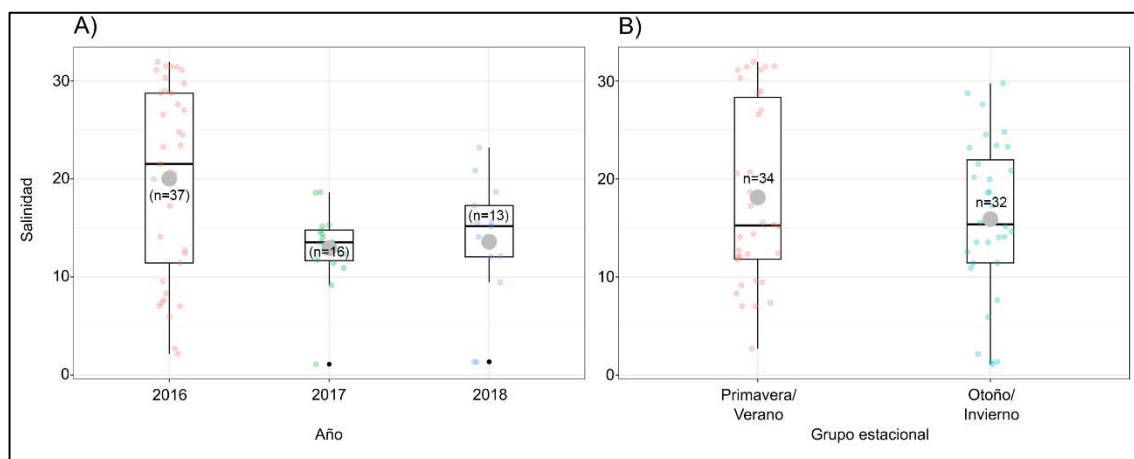 A)
Salinidad
30
20
10
0
(n=37)
(n=16)
(n=13)
2016
2017
2018
Año
B)
30
20
10
0
n=34
n=32
Primavera/
Verano
Otoño/
Invierno
Grupo estacional